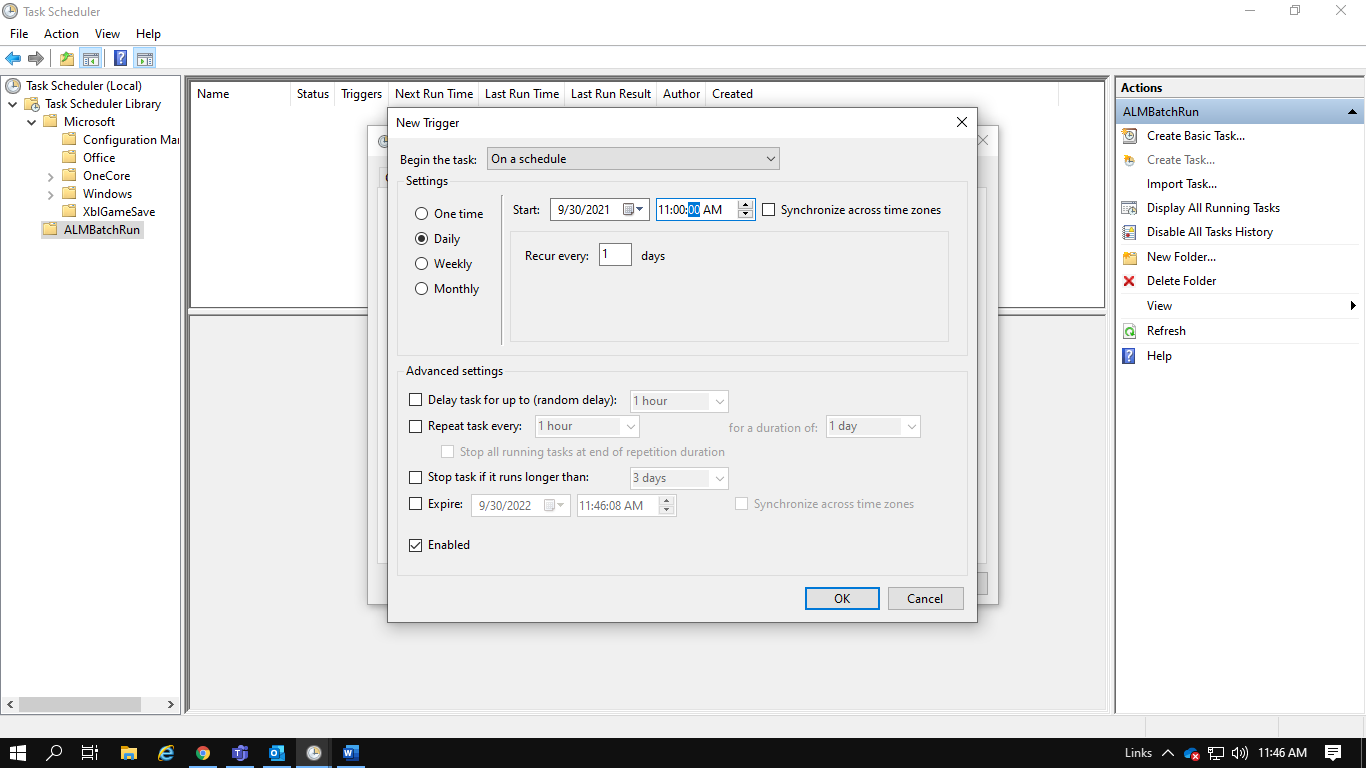 Task Scheduler
File Action View Help
Task Scheduler (Local)
Task Scheduler Library
Microsoft
Configuration Mar
Office
OneCore
Windows
XblGameSave
ALMBatchRun
Name Status Triggers Next Run Time Last Run Time Last Run Result Author Created
New Trigger
Begin the task: On a schedule
Settings
One time
Daily
Weekly
Monthly
Start: 9/30/2021 11:00:00 AM Synchronize across time zones
Recur every: 1 days
Advanced settings
Delay task for up to (random delay): 1 hour
Repeat task every: 1 hour for a duration of: 1 day
Stop all running tasks at end of repetition duration
Stop task if it runs longer than: 3 days
Expire: 9/30/2022 11:46:08 AM Synchronize across time zones
Enabled
OK Cancel
Actions
ALMBatchRun
Create Basic Task...
Create Task...
Import Task...
Display All Running Tasks
Disable All Tasks History
New Folder...
Delete Folder
View
Refresh
Help
Links 11:46 AM